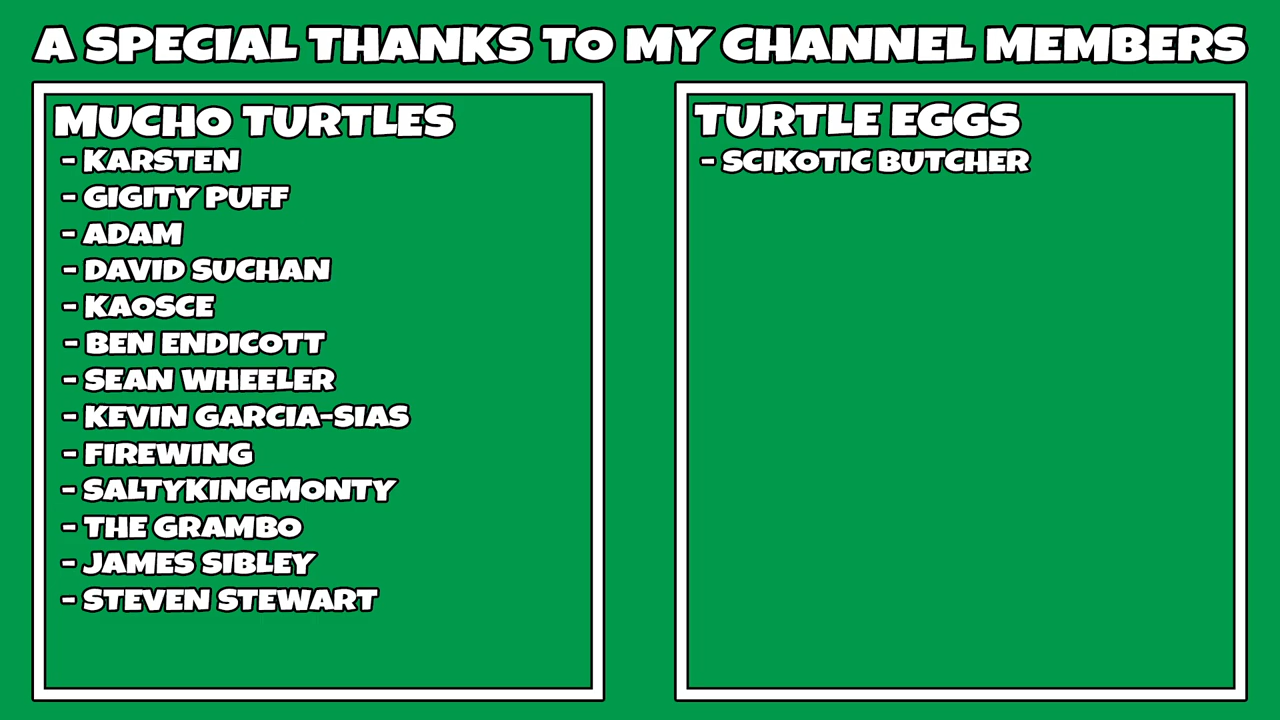 A SPECIAL THANKS TO MY CHANNEL MEMBERS
MUCHO TURTLES
- KARSTEN
- GIGITY PUFF
- ADAM
- DAVID SUCHAN
- KAOSCE
- BEN ENDICOTT
- SEAN WHEELER
- KEVIN GARCIA-SIAS
- FIREWING
- SALTYKINGMONTY
- THE GRAMBO
- JAMES SIBLEY
- STEVEN STEWART
TURTLE EGGS
- SCIKOTIC BUTCHER